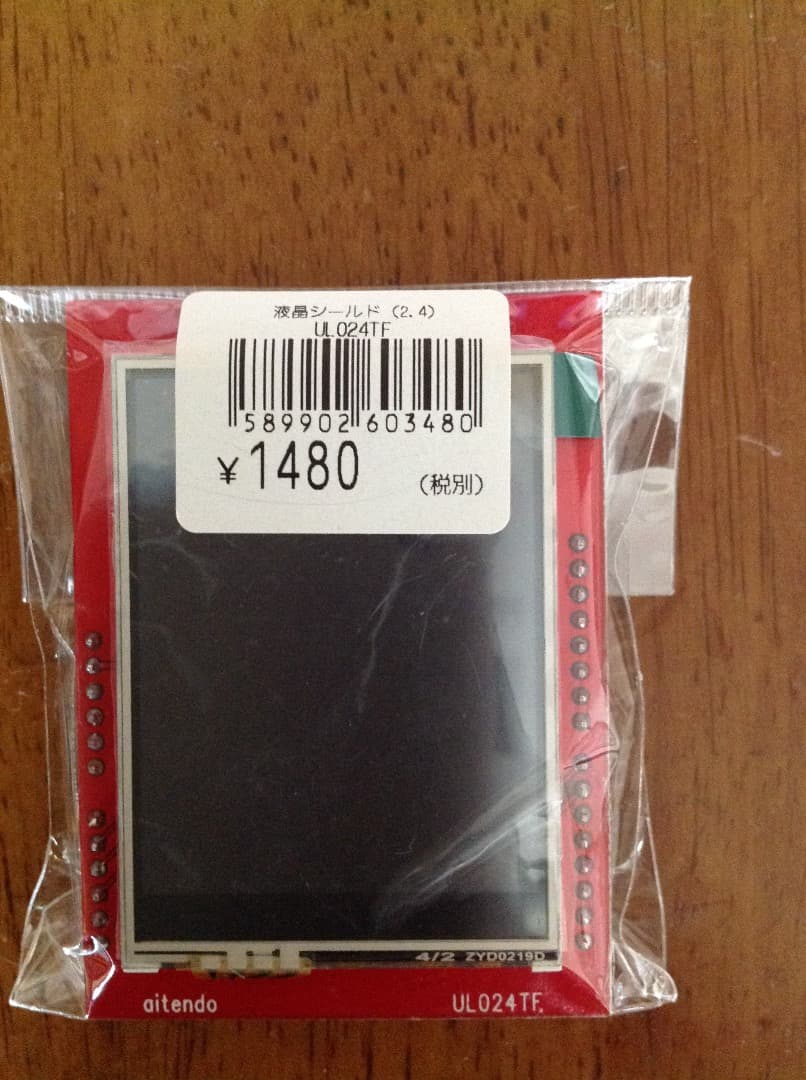 液晶シールド (2.4)
UL024TF
589902 603480
¥1480 (税別)
4/2 ZYD0219D
aitendo UL024TF